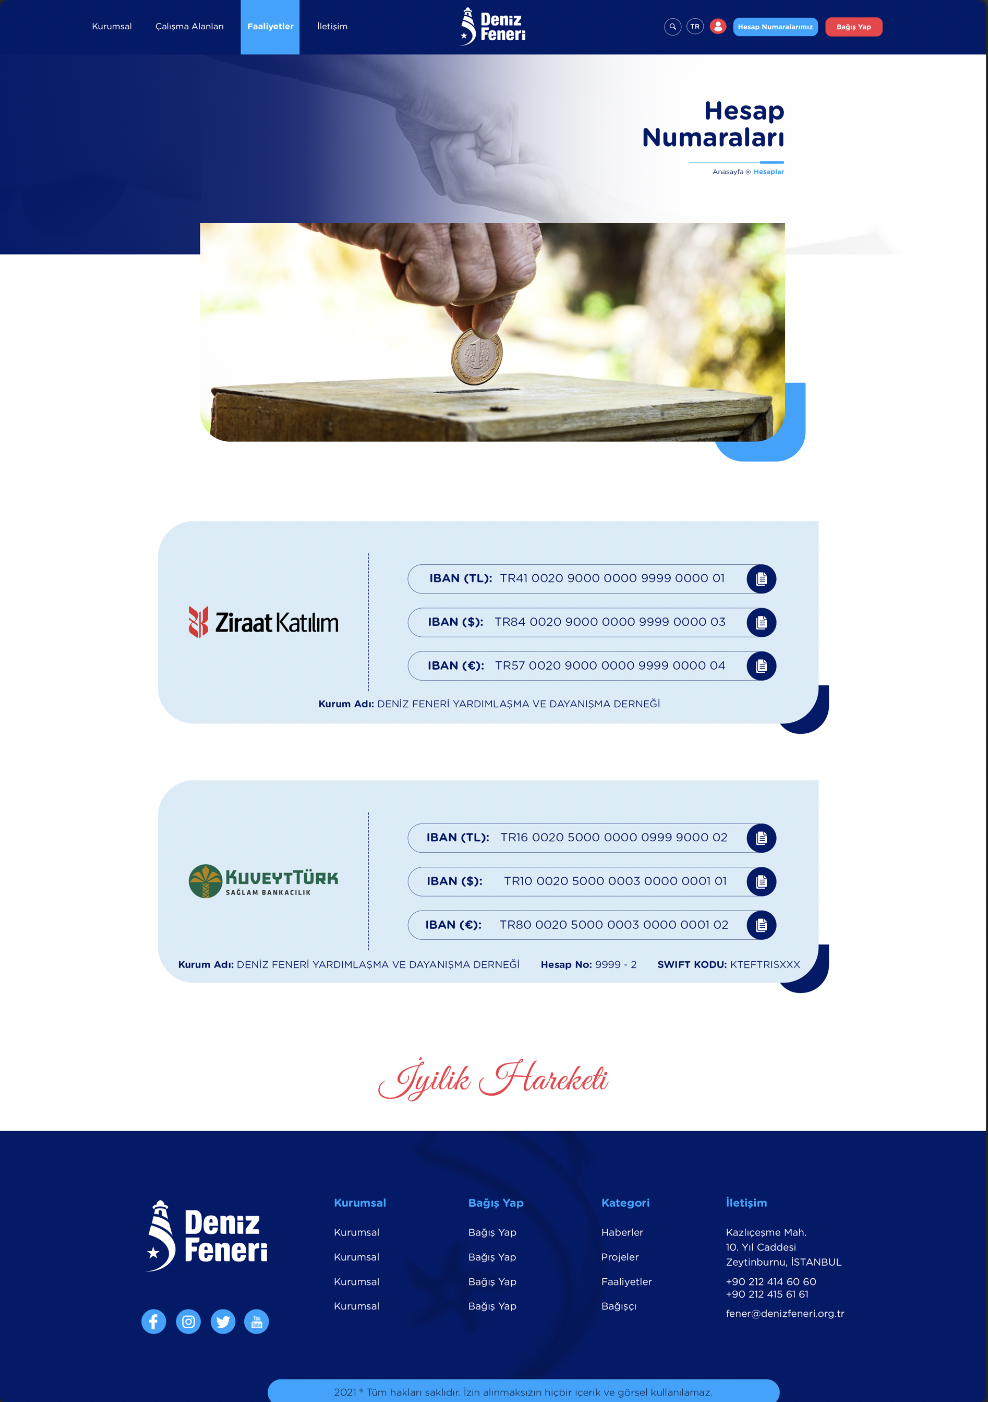 Kurumsal Çalışma Alanları Faaliyetler İletişim Deniz Feneri TR Hesap Numaralarımız Bağış Yap
Hesap
Numaraları
Anasayfa Hesaplar
Ziraat Katılım
IBAN (TL): TR41 0020 9000 0000 9999 0000 01
IBAN ($): TR84 0020 9000 0000 9999 0000 03
IBAN (€): TR57 0020 9000 0000 9999 0000 04
Kurum Adı: DENİZ FENERİ YARDIMLAŞMA VE DAYANIŞMA DERNEĞİ
KUVEYTTÜRK
SAĞLAM BANKACILIK
IBAN (TL): TR16 0020 5000 0000 0999 9000 02
IBAN ($): TR10 0020 5000 0003 0000 0001 01
IBAN (€): TR80 0020 5000 0003 0000 0001 02
Kurum Adı: DENİZ FENERİ YARDIMLAŞMA VE DAYANIŞMA DERNEĞİ Hesap No: 9999 - 2 SWIFT KODU: KTEFTRISXXX
İyilik Hareketi
Deniz
Feneri
Kurumsal
Kurumsal
Kurumsal
Kurumsal
Kurumsal
Bağış Yap
Bağış Yap
Bağış Yap
Bağış Yap
Bağış Yap
Kategori
Haberler
Projeler
Faaliyetler
Bağışçı
İletişim
Kazlıçeşme Mah.
10. Yıl Caddesi
Zeytinburnu, İSTANBUL
+90 212 414 60 60
+90 212 415 61 61
fener@denizfeneri.org.tr
2021 ® Tüm hakları saklıdır. İzin alınmaksızın hiçbir içerik ve görsel kullanılamaz.